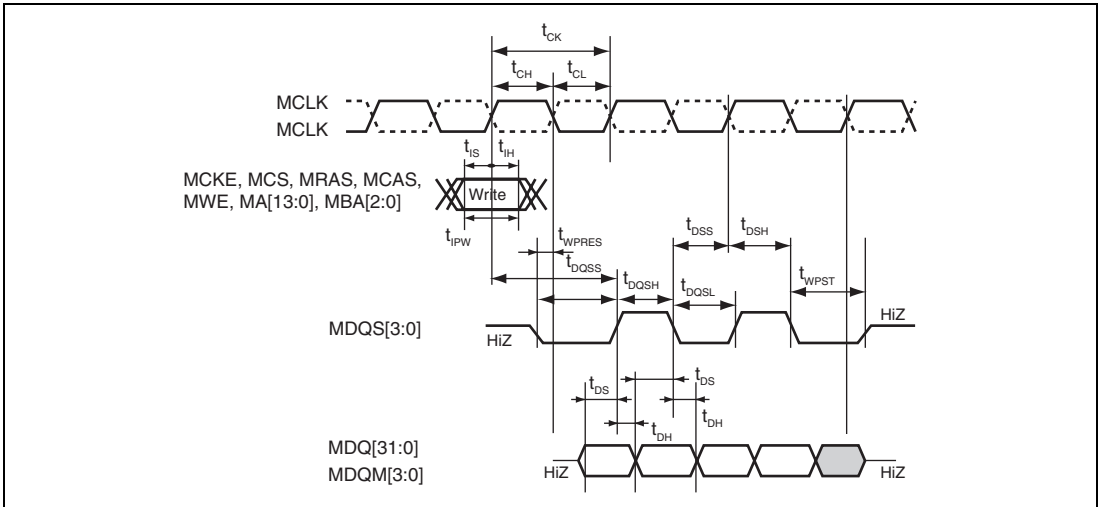 tCK
tCH tCL
MCLK
MCLK
tIS tIH
MCKE, MCS, MRAS, MCAS,
MWE, MA[13:0], MBA[2:0]
Write
tIPW
tWPRES
tDSS tDSH
tDQSS
tDQSH tDQSL tWPST
MDQS[3:0]
HiZ
HiZ
tDS
tDS
tDH
tDH
MDQ[31:0]
MDQM[3:0]
HiZ
HiZ